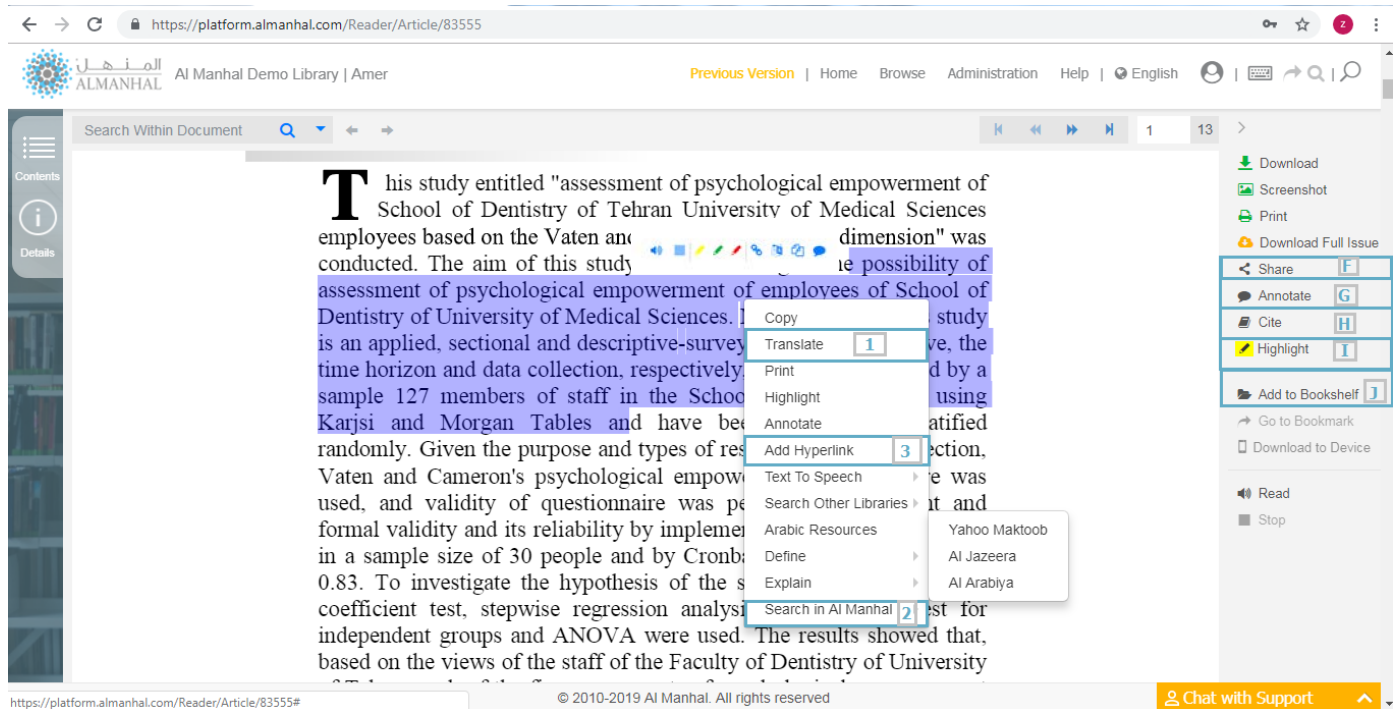 https://platform.almanhal.com/Reader/Article/83555
z
المنهل
ALMANHAL
Al Manhal Demo Library | Amer
Previous Version | Home Browse Administration Help | English
Search Within Document
1 13
Contents
Details
This study entitled "assessment of psychological empowerment of
School of Dentistry of Tehran University of Medical Sciences
employees based on the Vaten and dimension" was
conducted. The aim of this study possibility of
assessment of psychological empowerment of employees of School of
Dentistry of University of Medical Sciences. study
is an applied, sectional and descriptive-survey the
time horizon and data collection, respectively, d by a
sample 127 members of staff in the School using
Karjsi and Morgan Tables and have
randomly. Given the purpose and types of
Vaten and Cameron's psychological was
used, and validity of questionnaire was and
formal validity and its reliability by
in a sample size of 30 people and by
0.83. To investigate the hypothesis of the
coefficient test, stepwise regression for
independent groups and ANOVA were used. The results showed that,
based on the views of the staff of the Faculty of Dentistry of University
Copy
Translate 1
Print
Highlight
Annotate
Add Hyperlink 3
Text To Speech
Search Other Libraries
Arabic Resources
Define
Explain
Search in Al Manhal 2
Yahoo Maktoob
Al Jazeera
Al Arabiya
Download
Screenshot
Print
Download Full Issue
Share F
Annotate G
Cite H
Highlight I
Add to Bookshelf J
Go to Bookmark
Download to Device
Read
Stop
https://platform.almanhal.com/Reader/Article/83555#
© 2010-2019 Al Manhal. All rights reserved
Chat with Support